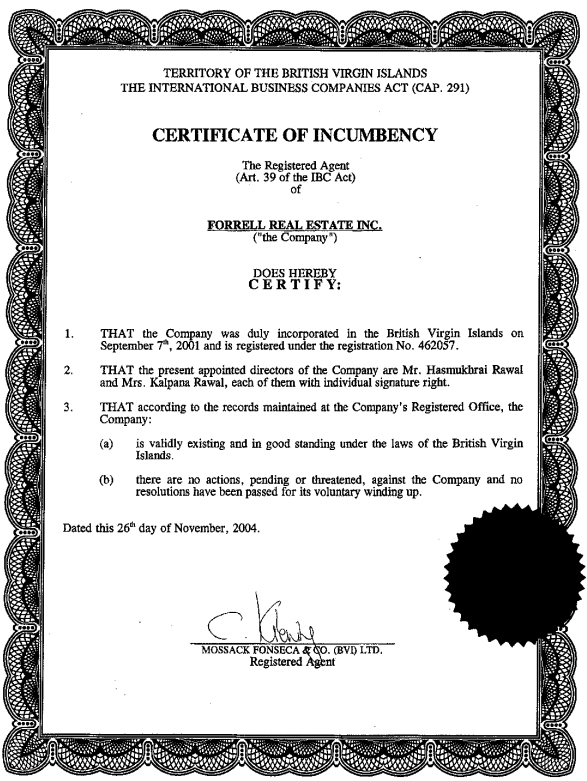 TERRITORY OF THE BRITISH VIRGIN ISLANDS
THE INTERNATIONAL BUSINESS COMPANIES ACT (CAP. 291)
CERTIFICATE OF INCUMBENCY
The Registered Agent
(Art. 39 of the IBC Act)
of
FORRELL REAL ESTATE INC.
("the Company")
DOES HEREBY
CERTIFY:
1. THAT the Company was duly incorporated in the British Virgin Islands on
September 7th, 2001 and is registered under the registration No. 462057.
2. THAT the present appointed directors of the Company are Mr. Hasmukhrai Rawal
and Mrs. Kalpana Rawal, each of them with individual signature right.
3. THAT according to the records maintained at the Company's Registered Office, the
Company:
(a) is validly existing and in good standing under the laws of the British Virgin
Islands.
(b) there are no actions, pending or threatened, against the Company and no
resolutions have been passed for its voluntary winding up.
Dated this 26th day of November, 2004.
MOSSACK FONSECA & CO. (BVI) LTD.
Registered Agent